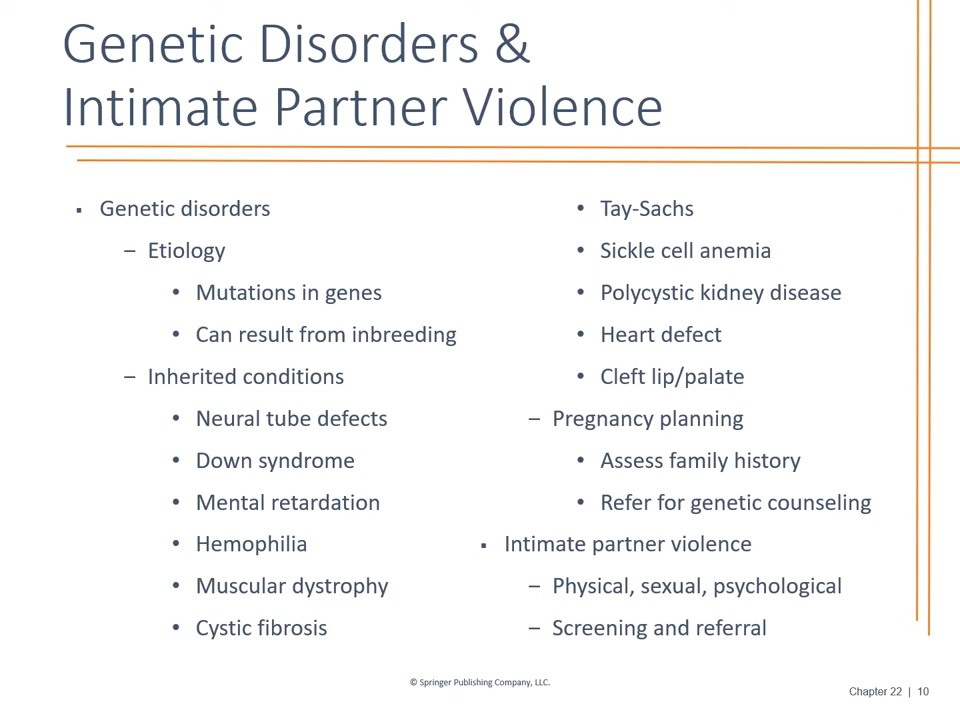 Genetic Disorders &
Intimate Partner Violence
▪ Genetic disorders
– Etiology
• Mutations in genes
• Can result from inbreeding
– Inherited conditions
• Neural tube defects
• Down syndrome
• Mental retardation
• Hemophilia
• Muscular dystrophy
• Cystic fibrosis
• Tay-Sachs
• Sickle cell anemia
• Polycystic kidney disease
• Heart defect
• Cleft lip/palate
– Pregnancy planning
• Assess family history
• Refer for genetic counseling
▪ Intimate partner violence
– Physical, sexual, psychological
– Screening and referral
© Springer Publishing Company, LLC.
Chapter 22 | 10